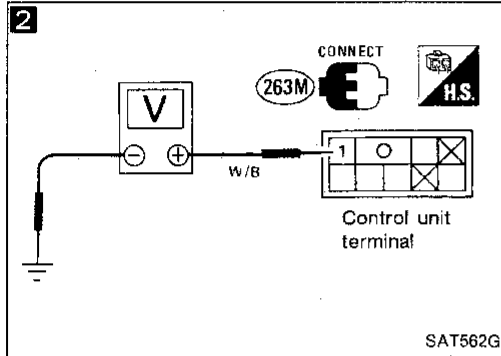 2
CONNECT
263M
H.S.
V
W/B
1 O
Control unit
terminal
SAT562G